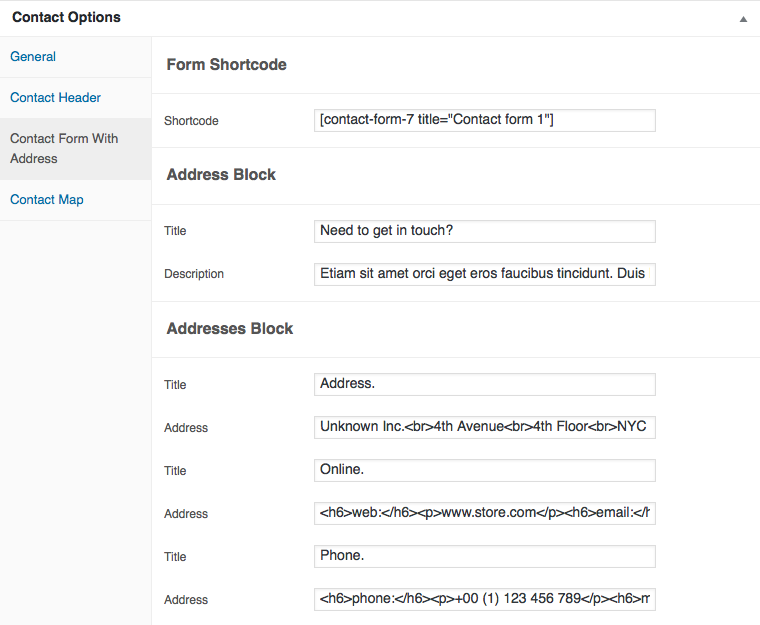 Contact Options
General
Contact Header
Contact Form With
Address
Contact Map
Form Shortcode
Shortcode [contact-form-7 title="Contact form 1"]
Address Block
Title Need to get in touch?
Description Etiam sit amet orci eget eros faucibus tincidunt. Duis
Addresses Block
Title Address.
Address Unknown Inc.<br>4th Avenue<br>4th Floor<br>NYC
Title Online.
Address <h6>web:</h6><p>www.store.com</p><h6>email:</h
Title Phone.
Address <h6>phone:</h6><p>+00 (1) 123 456 789</p><h6>m